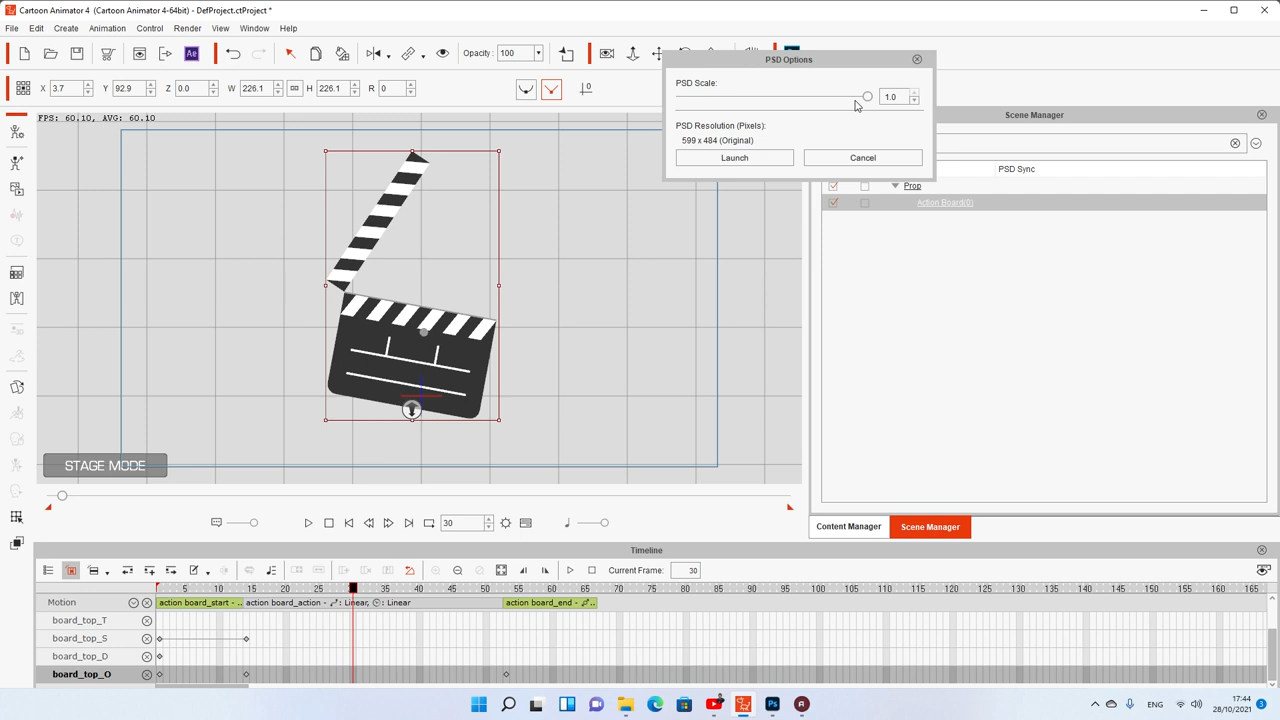 Cartoon Animator 4  (Cartoon Animator 4-64bit) - DefProject.ctProject *
File Edit Create Animation Control Render View Window Help
Opacity : 100
X 3.7 Y 92.9 Z 0.0 W 226.1 H 226.1 R 0
PSD Options
PSD Scale:
1.0
PSD Resolution (Pixels):
599 x 484 (Original)
Launch Cancel
FPS: 60.10, AVG: 60.10
STAGE MODE
Scene Manager
PSD Sync
Prop
Action Board(0)
Content Manager Scene Manager
30
Timeline
Current Frame: 30
5 10 15 20 25 30 35 40 45 50 55 60 65 70 75 80 85 90 95 100 105 110 115 120 125 130 135 140 145 150 155 160 165
Motion action board_start - .. action board_action - : Linear, : Linear action board_end - ..
board_top_T
board_top_S
board_top_D
board_top_O
Ae
Ps
ENG
17:44
28/10/2021